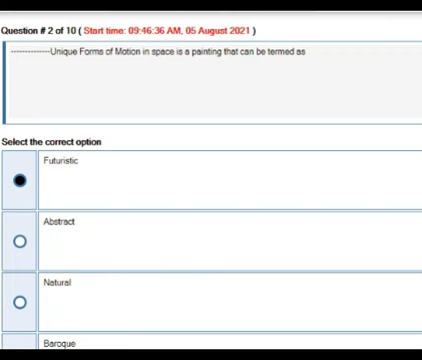 Question # 2 of 10 ( Start time: 09:46:36 AM, 05 August 2021 )
--------------Unique Forms of Motion in space is a painting that can be termed as
Select the correct option
Futuristic
Abstract
Natural
Baroque